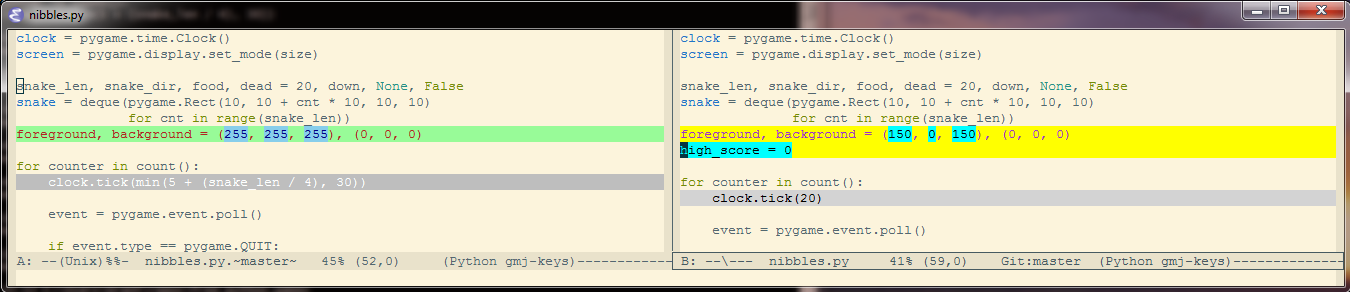 nibbles.py
clock = pygame.time.Clock()
screen = pygame.display.set_mode(size)
snake_len, snake_dir, food, dead = 20, down, None, False
snake = deque(pygame.Rect(10, 10 + cnt * 10, 10, 10)
for cnt in range(snake_len))
foreground, background = (255, 255, 255), (0, 0, 0)
for counter in count():
clock.tick(min(5 + (snake_len / 4), 30))
event = pygame.event.poll()
if event.type == pygame.QUIT:
A: --(Unix)%%-  nibbles.py.~master~   45% (52,0)     (Python gmj-keys)------------
clock = pygame.time.Clock()
screen = pygame.display.set_mode(size)
snake_len, snake_dir, food, dead = 20, down, None, False
snake = deque(pygame.Rect(10, 10 + cnt * 10, 10, 10)
for cnt in range(snake_len))
foreground, background = (150, 0, 150), (0, 0, 0)
high_score = 0
for counter in count():
clock.tick(20)
event = pygame.event.poll()
B: --\---  nibbles.py     41% (59,0)    Git:master  (Python gmj-keys)--------------